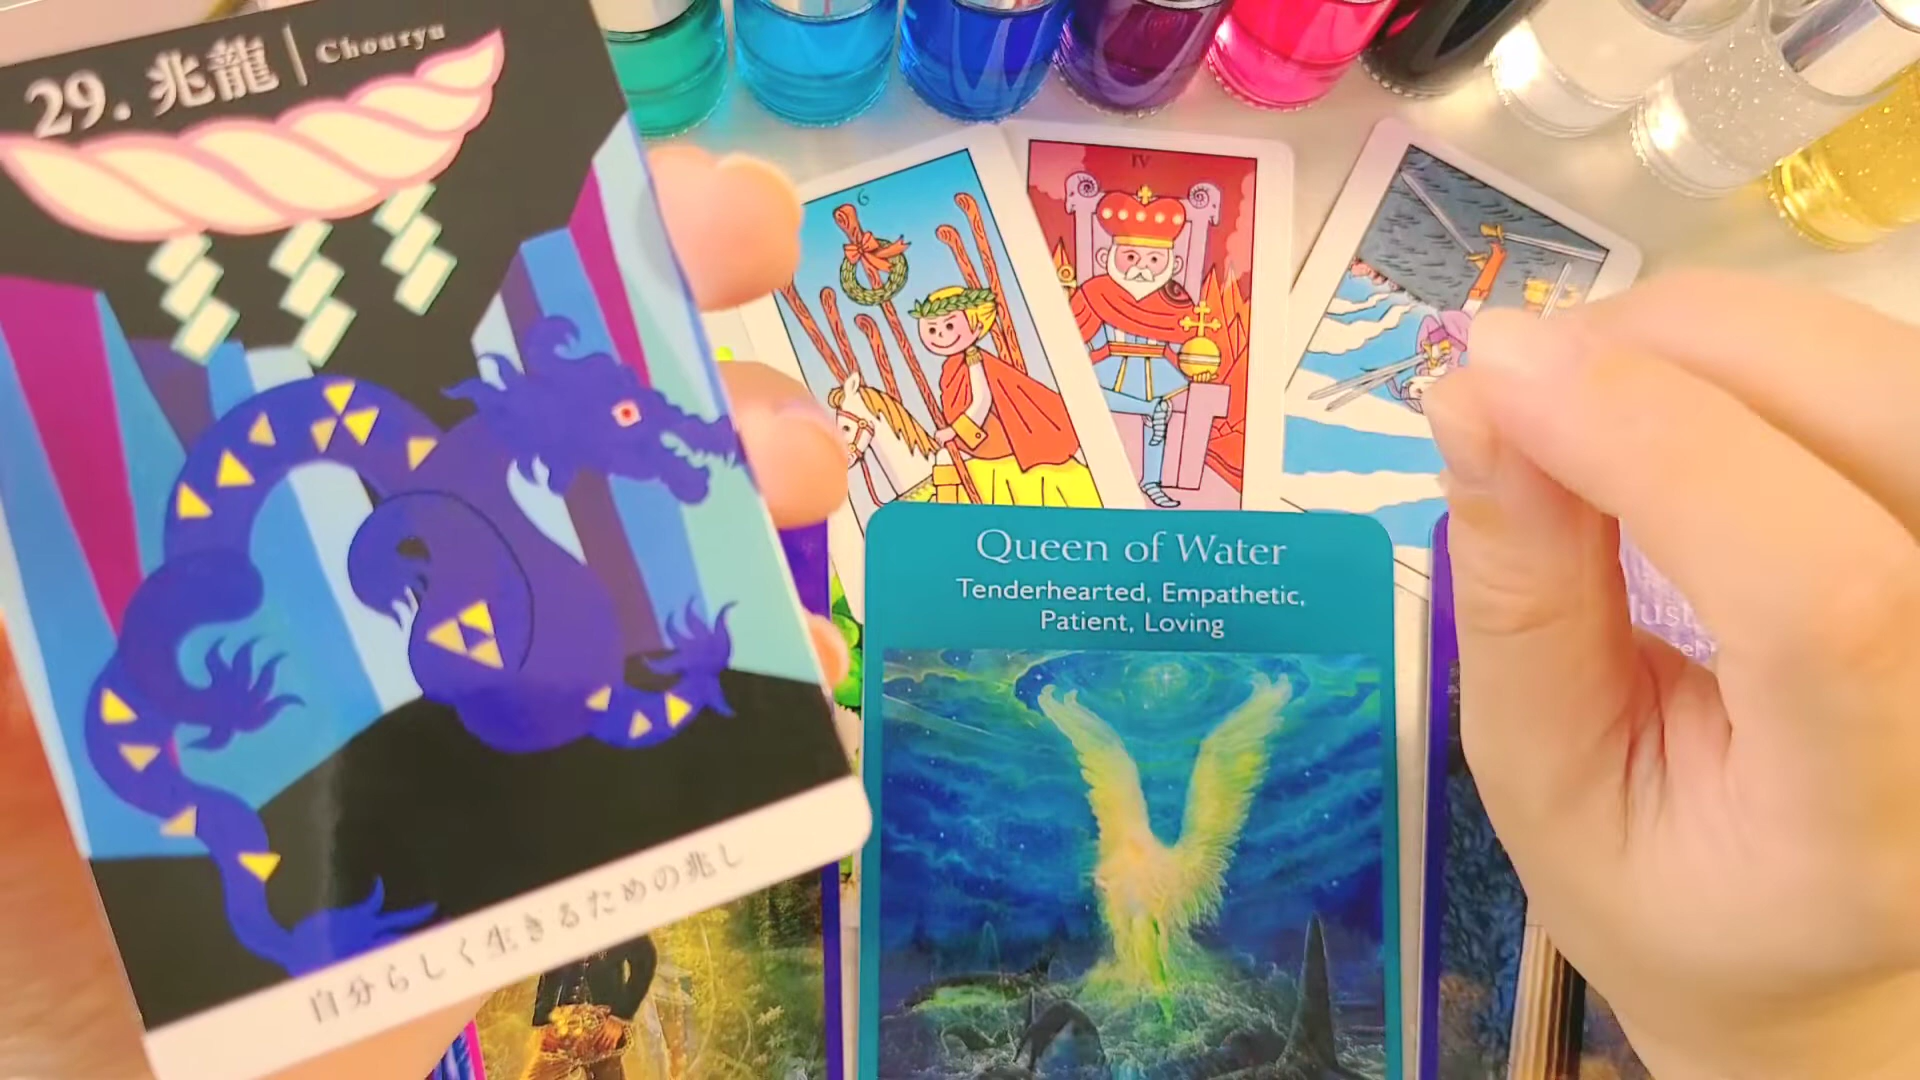 29. 兆龍 | Chouryu
自分らしく生きるための兆し
6
IV
Queen of Water
Tenderhearted, Empathetic,
Patient, Loving